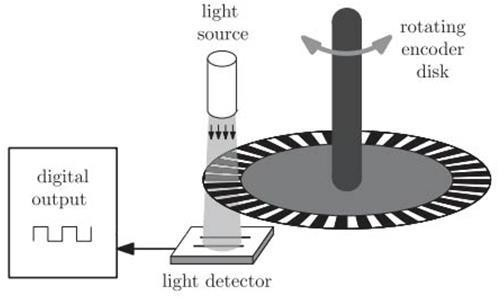 light
source
rotating
encoder
disk
digital
output
light detector